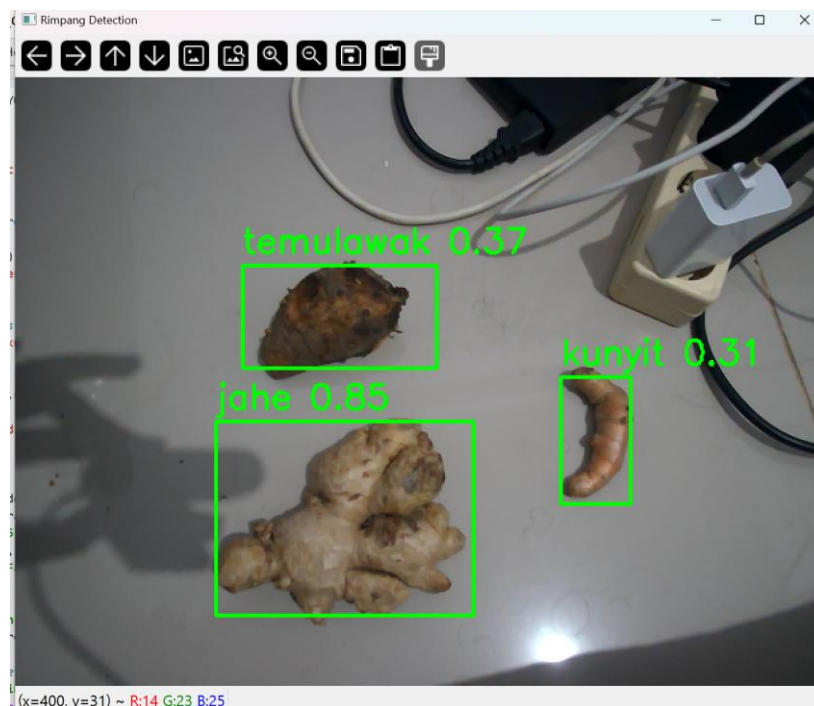 Rimpang Detection
temulawak 0.37
kunyit 0.31
jahe 0.85
(x=400, y=31) ~ R:14 G:23 B:25